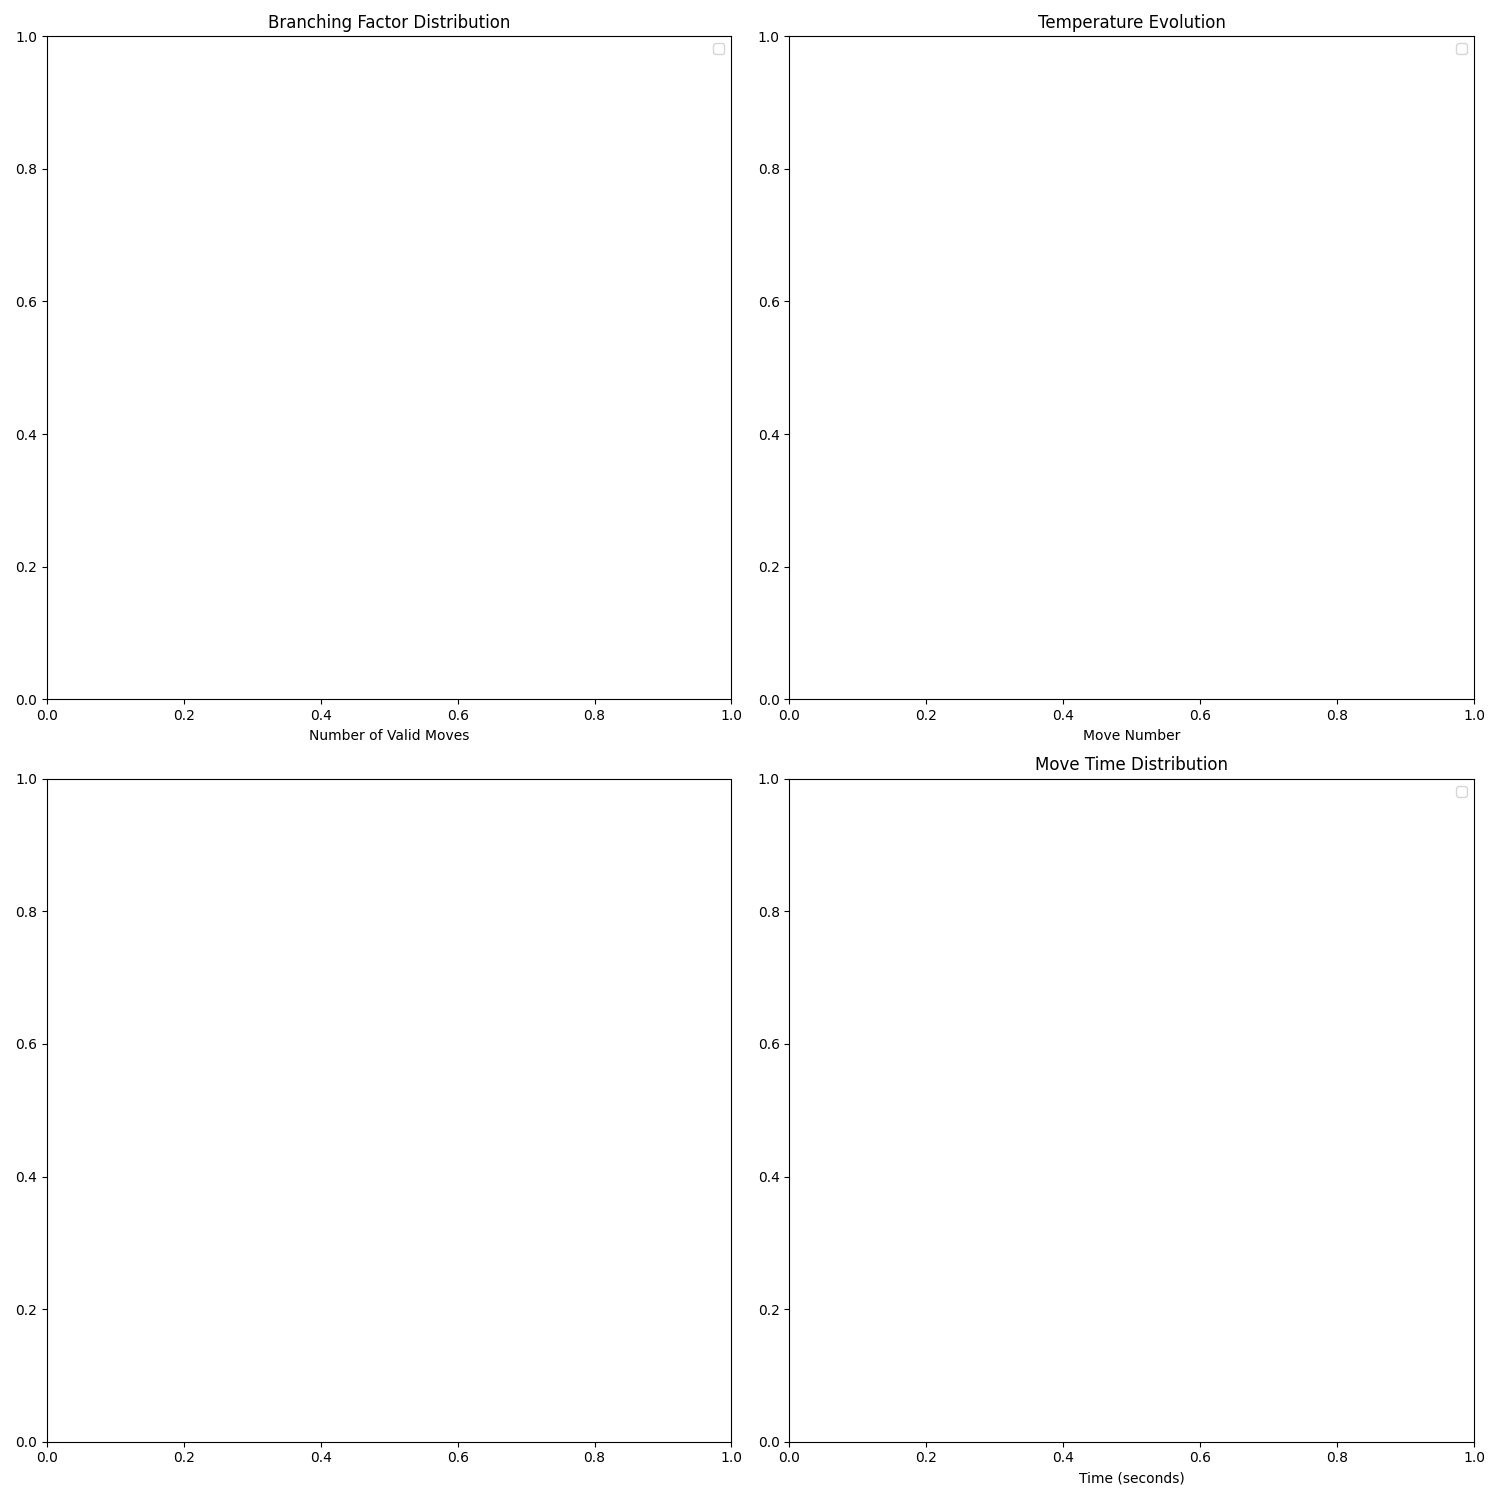 Branching Factor Distribution
1.0
0.8
0.6
0.4
0.2
0.0
0.0 0.2 0.4 0.6 0.8 1.0
Number of Valid Moves
Temperature Evolution
1.0
0.8
0.6
0.4
0.2
0.0
0.0 0.2 0.4 0.6 0.8 1.0
Move Number
1.0
0.8
0.6
0.4
0.2
0.0
0.0 0.2 0.4 0.6 0.8 1.0
Move Time Distribution
1.0
0.8
0.6
0.4
0.2
0.0
0.0 0.2 0.4 0.6 0.8 1.0
Time (seconds)